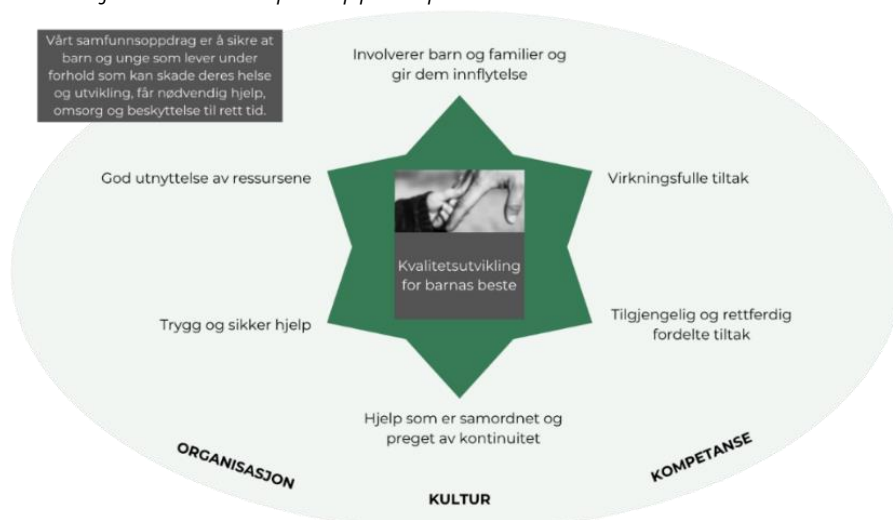 Vårt samfunnsoppdrag er å sikre at
barn og unge som lever under
forhold som kan skade deres helse
og utvikling, får nødvendig hjelp,
omsorg og beskyttelse til rett tid.
Involverer barn og familier og
gir dem innflytelse
God utnyttelse av ressursene
Virkningsfulle tiltak
Kvalitetsutvikling
for barnas beste
Trygg og sikker hjelp
Tilgjengelig og rettferdig
fordelte tiltak
Hjelp som er samordnet og
preget av kontinuitet
ORGANISASJON
KULTUR
KOMPETANSE